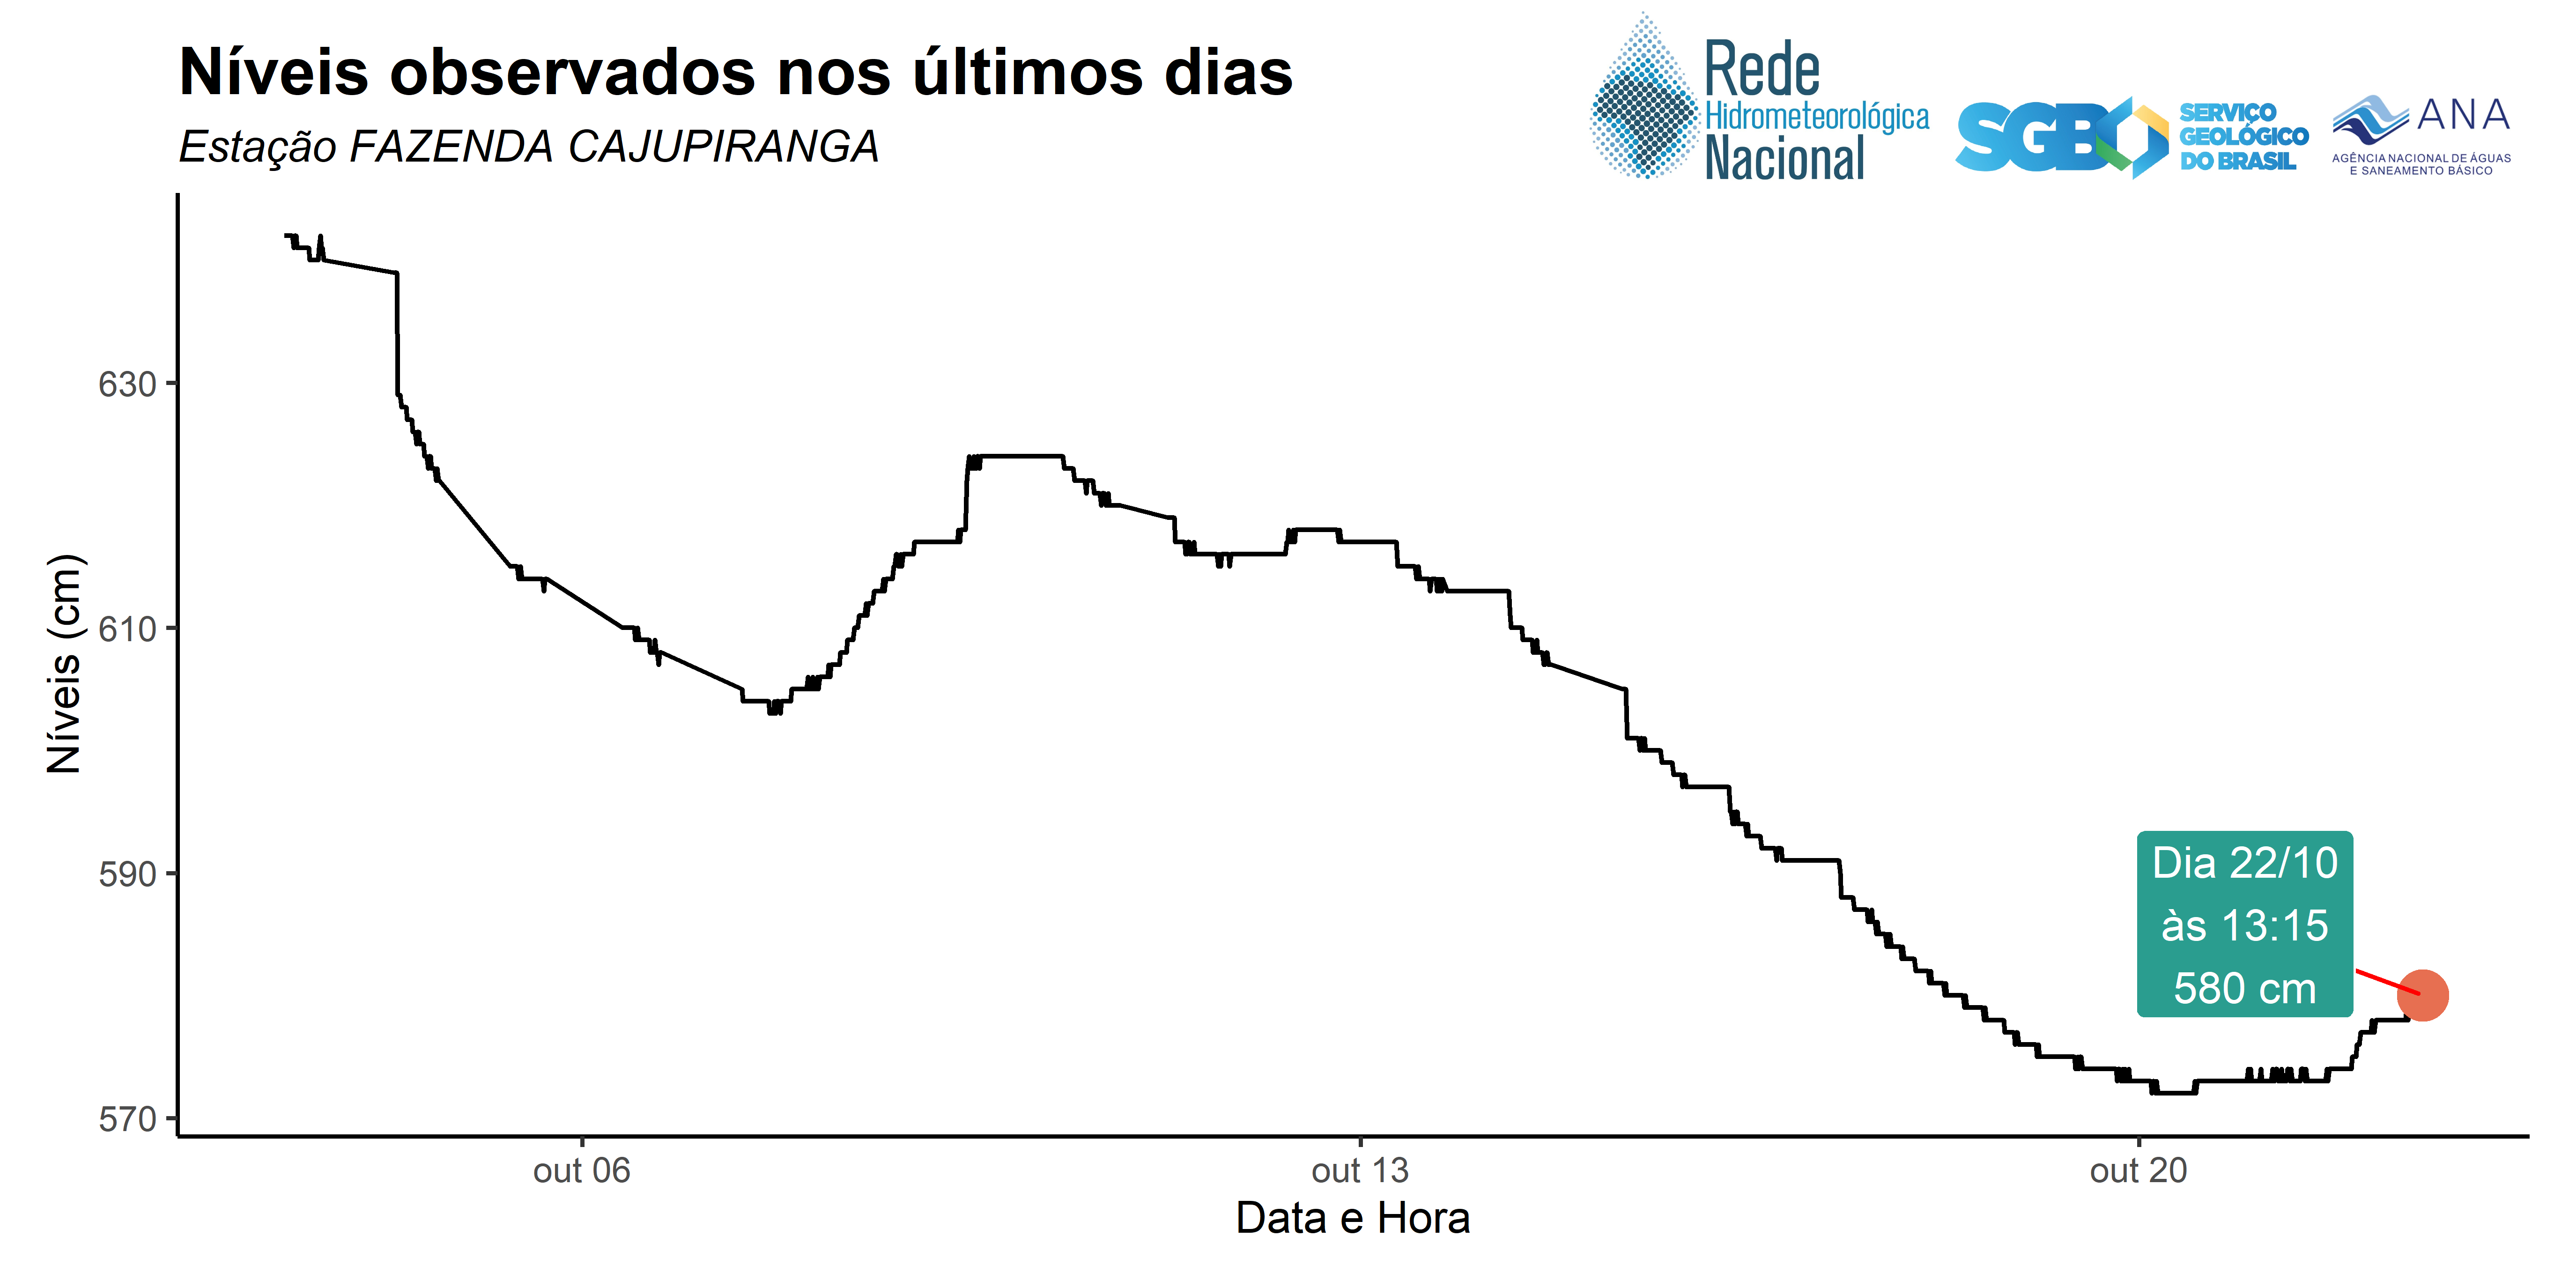 Níveis observados nos últimos dias
Estação FAZENDA CAJUPIRANGA
Rede
Hidrometeorológica
Nacional
SGB
SERVIÇO
GEOLÓGICO
DO BRASIL
ANA
AGÊNCIA NACIONAL DE ÁGUAS
E SANEAMENTO BÁSICO
Níveis (cm)
630
610
590
570
Dia 22/10
às 13:15
580 cm
out 06
out 13
out 20
Data e Hora